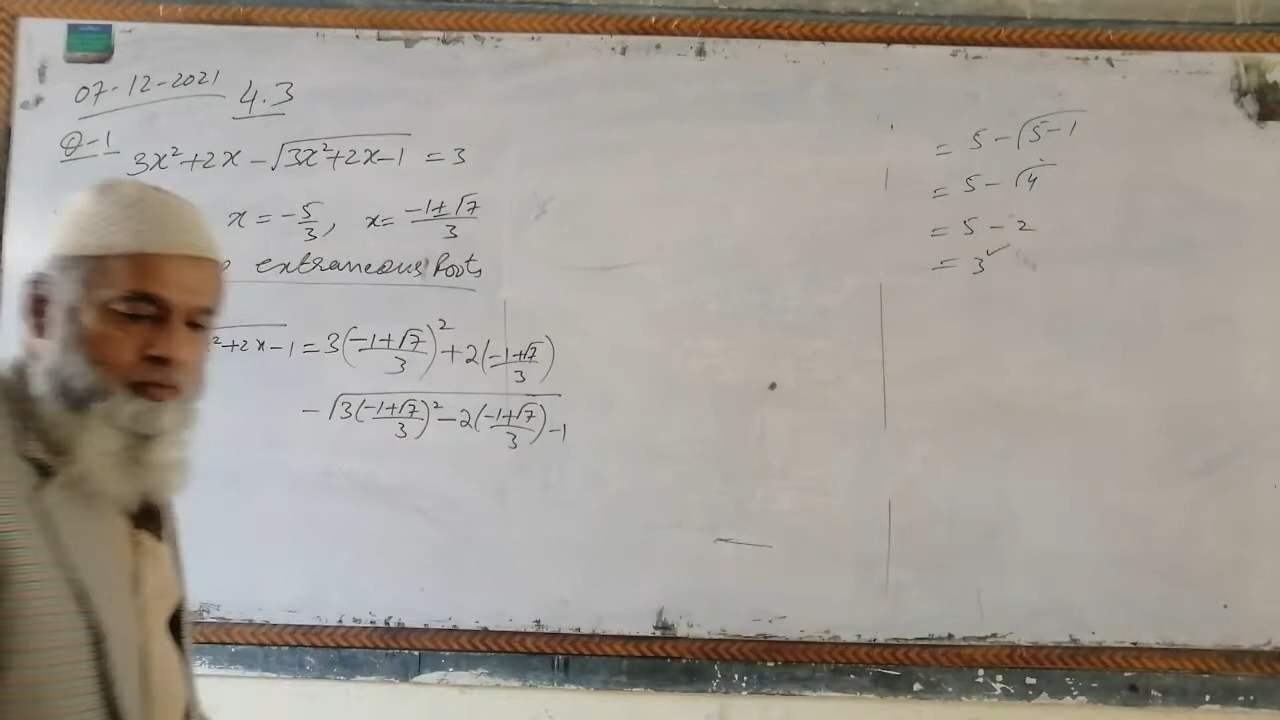 07-12-2021 4.3
Q-1 3x²+2x-√(3x²+2x-1) = 3
x = -5/3, x = (-1±√7)/3
extraneous Roots
²+2x-1 = 3((-1+√7)/3)²+2((-1+√7)/3)
-√(3((-1+√7)/3)²-2((-1+√7)/3)-1)
= 5-√(5-1)
= 5-√4
= 5-2
= 3✓